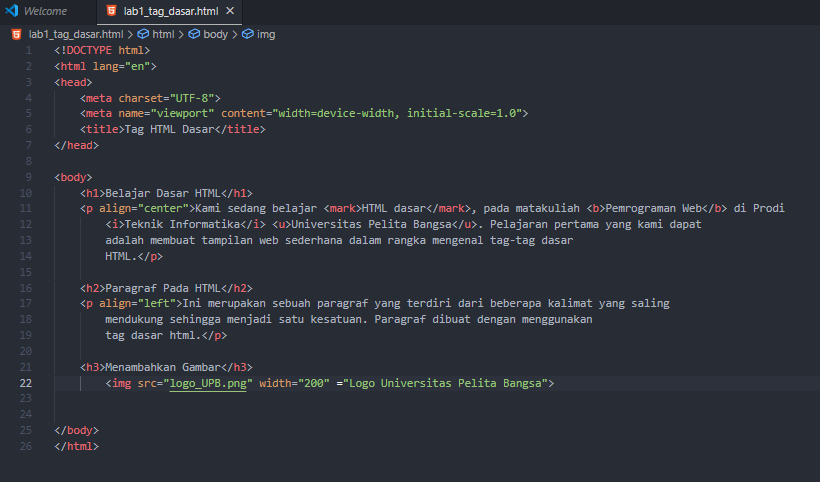 Welcome
lab1_tag_dasar.html
lab1_tag_dasar.html > html > body > img
1 <!DOCTYPE html>
2 <html lang="en">
3 <head>
4 <meta charset="UTF-8">
5 <meta name="viewport" content="width=device-width, initial-scale=1.0">
6 <title>Tag HTML Dasar</title>
7 </head>
8
9 <body>
10 <h1>Belajar Dasar HTML</h1>
11 <p align="center">Kami sedang belajar <mark>HTML dasar</mark>, pada matakuliah <b>Pemrograman Web</b> di Prodi
12 <i>Teknik Informatika</i> <u>Universitas Pelita Bangsa</u>. Pelajaran pertama yang kami dapat
13 adalah membuat tampilan web sederhana dalam rangka mengenal tag-tag dasar
14 HTML.</p>
15
16 <h2>Paragraf Pada HTML</h2>
17 <p align="left">Ini merupakan sebuah paragraf yang terdiri dari beberapa kalimat yang saling
18 mendukung sehingga menjadi satu kesatuan. Paragraf dibuat dengan menggunakan
19 tag dasar html.</p>
20
21 <h3>Menambahkan Gambar</h3>
22 <img src="logo_UPB.png" width="200" ="Logo Universitas Pelita Bangsa">
23
24
25 </body>
26 </html>